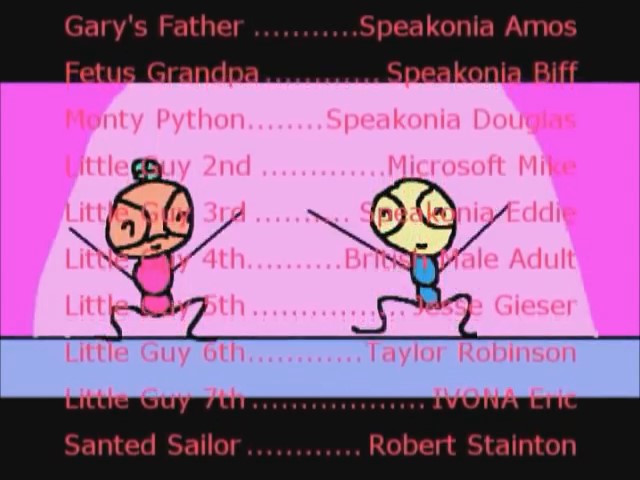 Gary's Father ...........Speakonia Amos
Fetus Grandpa............ Speakonia Biff
Monty Python........Speakonia Douglas
Little Guy 2nd .............Microsoft Mike
Little Guy 3rd .......... Speakonia Eddie
Little Guy 4th..........British Male Adult
Little Guy 5th ................ Jesse Gieser
Little Guy 6th............Taylor Robinson
Little Guy 7th.................. IVONA Eric
Santed Sailor............ Robert Stainton